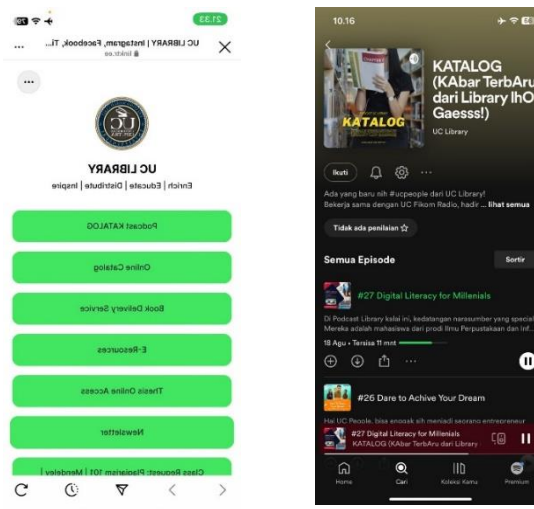 21.33
UC LIBRARY | Instagram, Facebook, Ti...
linktr.ee
UC LIBRARY
Enrich | Educate | Distribute | Inspire
Podcast KATALOG
Online Catalog
Book Delivery Service
E-Resources
Thesis Online Access
Newsletter
Class Request: Plagiarism 101 | Mendeley |
10.16
KATALOG
KATALOG
(KAbar TerbAru
dari Library lhO
Gaesss!)
UC Library
Ikuti
Ada yang baru nih #ucpeople dari UC Library!
Bekerja sama dengan UC Fikom Radio, hadir ... lihat semua
Tidak ada penilaian
Semua Episode
Sortir
#27 Digital Literacy for Millenials
Di Podcast Library kalai ini, kedatangan narasumber yang special
Mereka adalah mahasiswa dari prodi Ilmu Perpustakaan dan Inf...
18 Agu • Tersisa 11 mnt
#26 Dare to Achive Your Dream
Hai UC People, bisa enggak sih menjadi seorang entrepreneur
#27 Digital Literacy for Millenials
KATALOG (KAbar TerbAru dari Library
Home
Cari
Koleksi Kamu
Premium